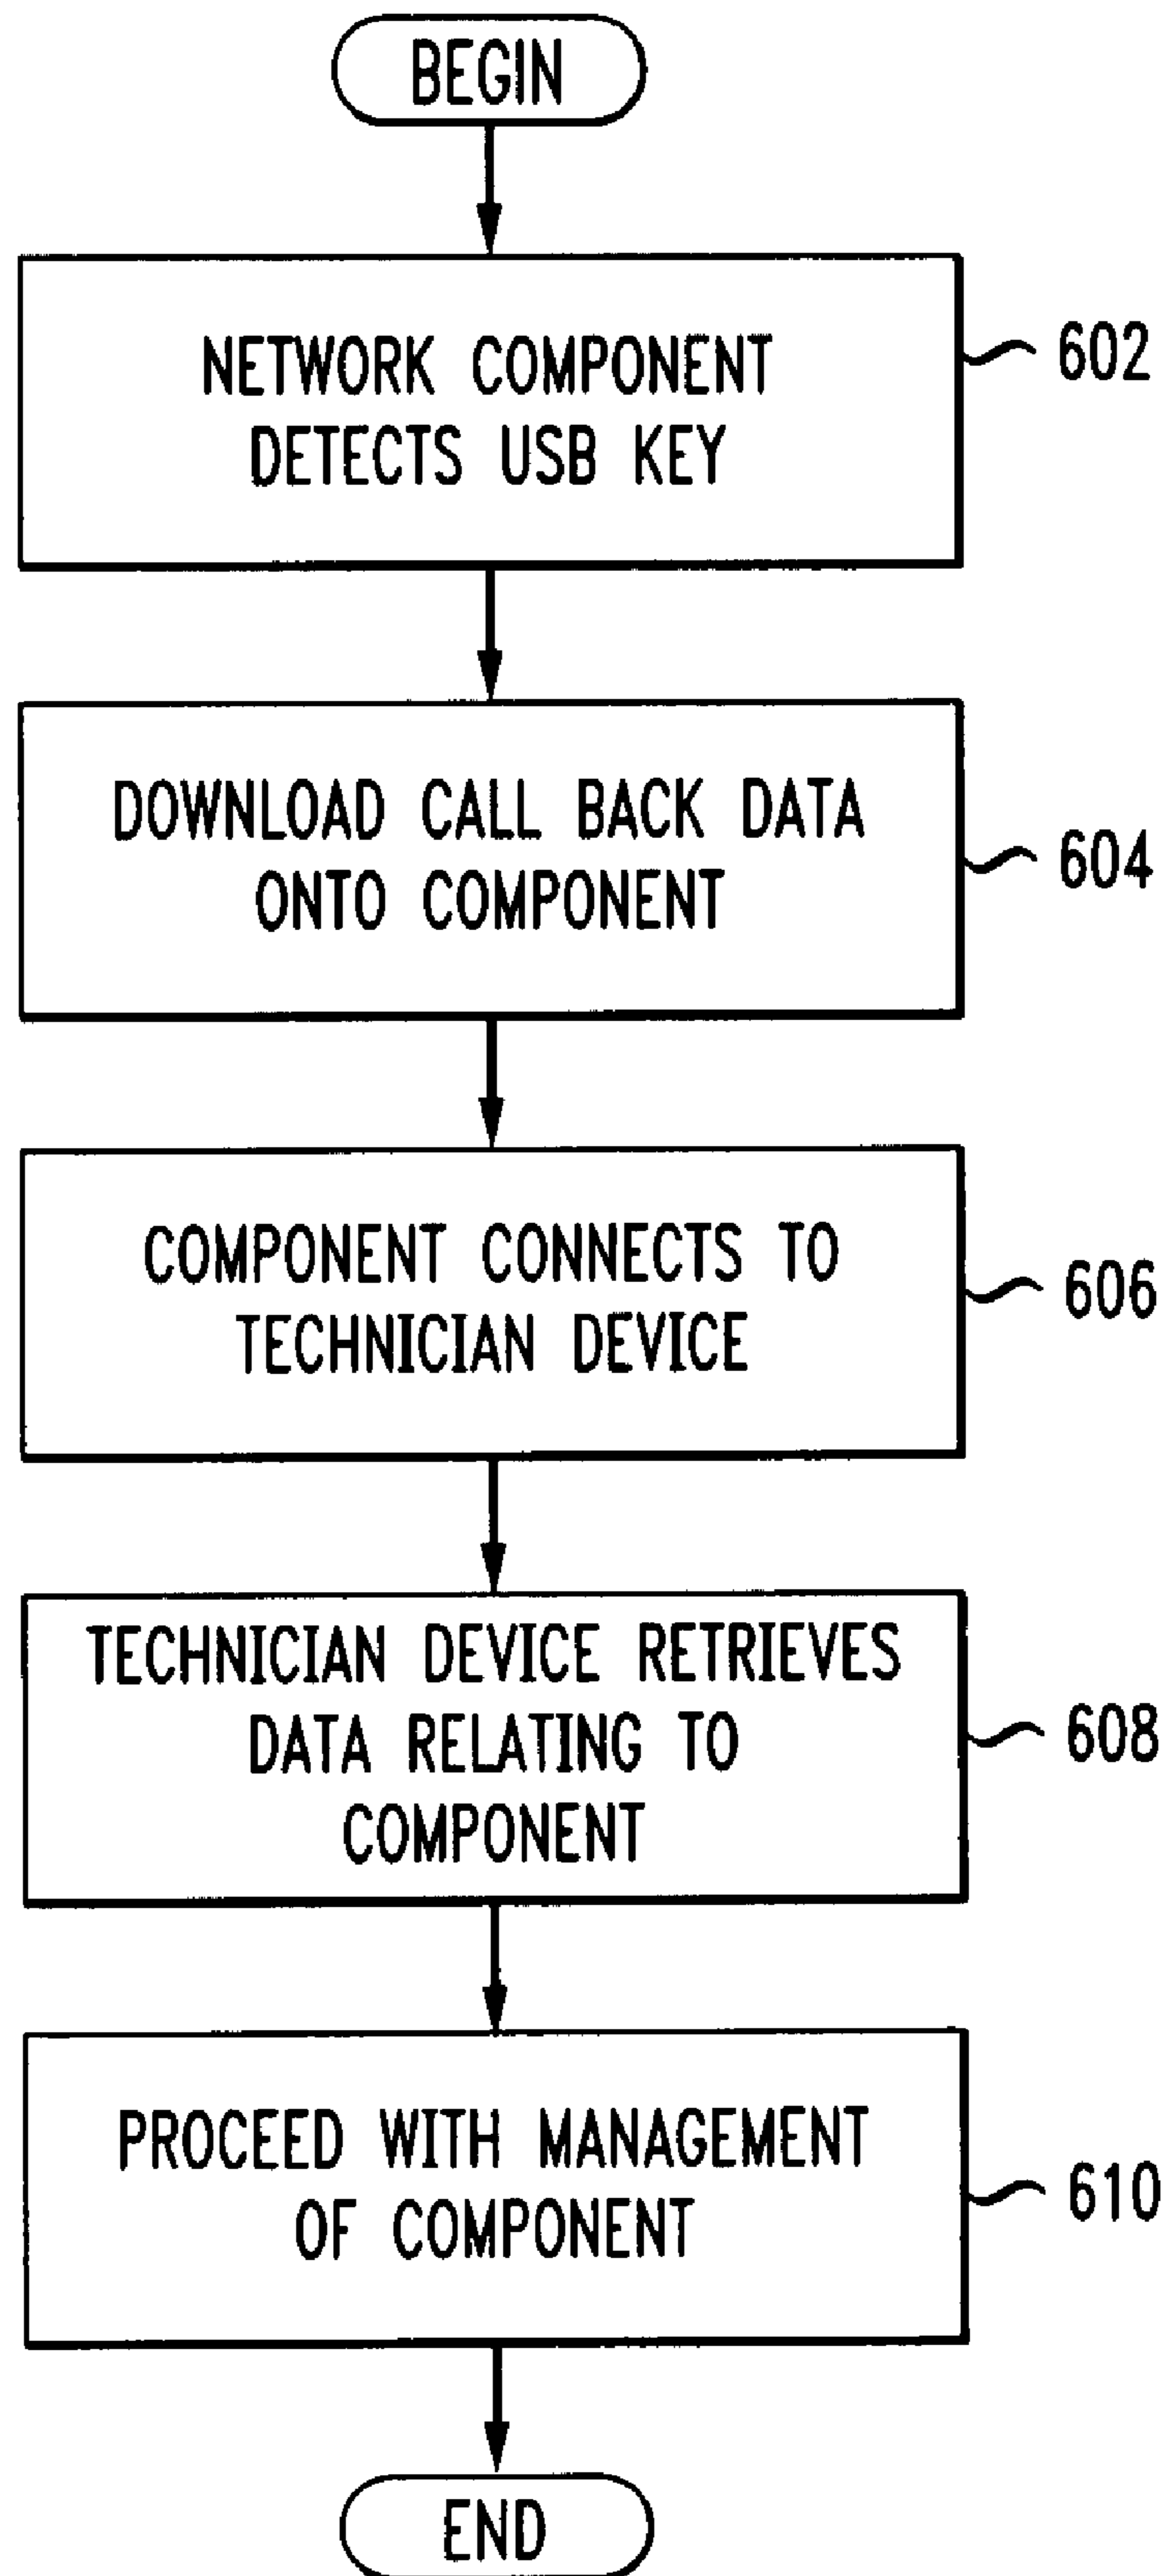 BEGIN
NETWORK COMPONENT
DETECTS USB KEY
602
DOWNLOAD CALL BACK DATA
ONTO COMPONENT
604
COMPONENT CONNECTS TO
TECHNICIAN DEVICE
606
TECHNICIAN DEVICE RETRIEVES
DATA RELATING TO
COMPONENT
608
PROCEED WITH MANAGEMENT
OF COMPONENT
610
END